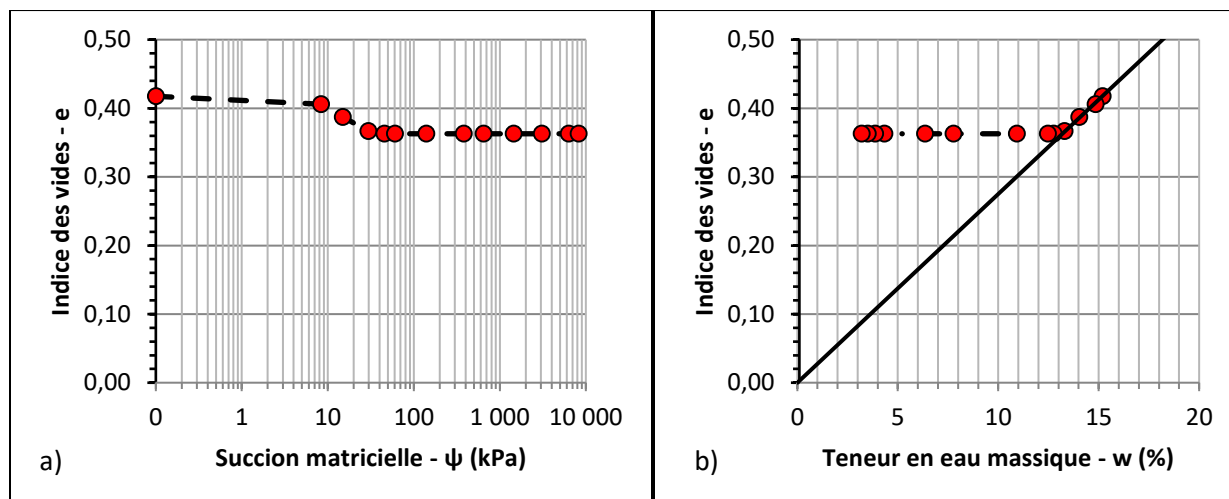 0,50
0,40
0,30
0,20
0,10
0,00
Indice des vides - e
0 1 10 100 1 000 10 000
a) Succion matricielle - ψ (kPa)
0,50
0,40
0,30
0,20
0,10
0,00
Indice des vides - e
0 5 10 15 20
b) Teneur en eau massique - w (%)